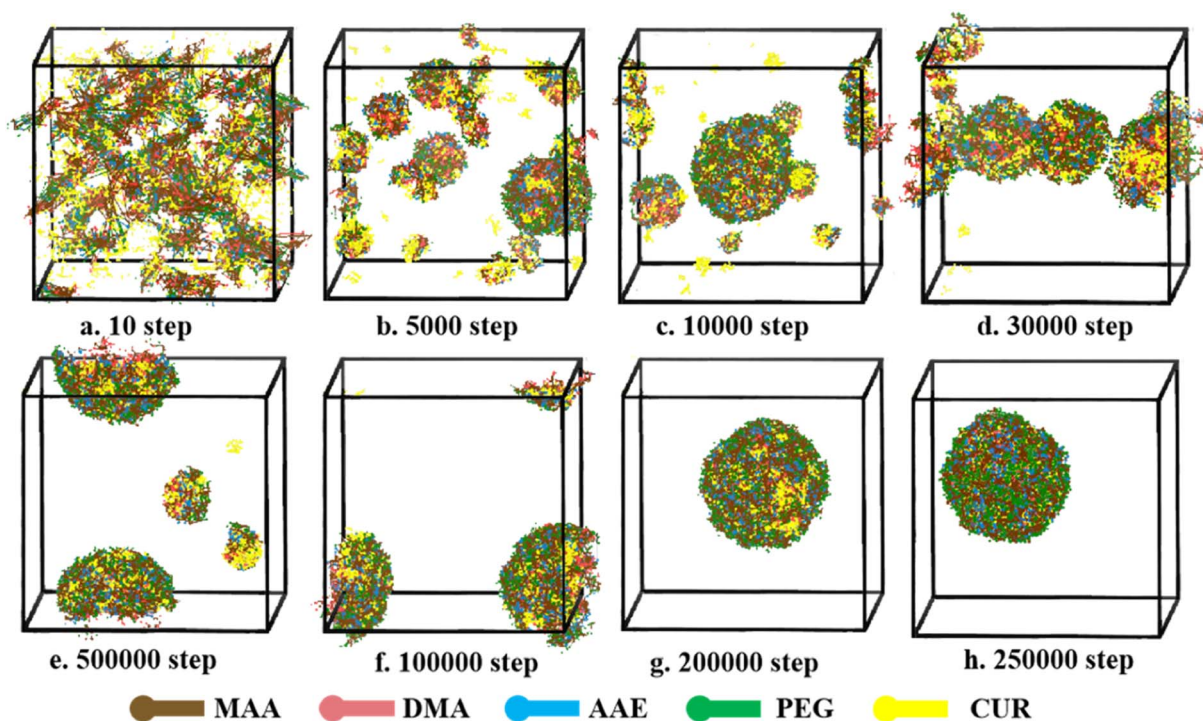 a. 10 step b. 5000 step c. 10000 step d. 30000 step
e. 500000 step f. 100000 step g. 200000 step h. 250000 step
MAA DMA AAE PEG CUR